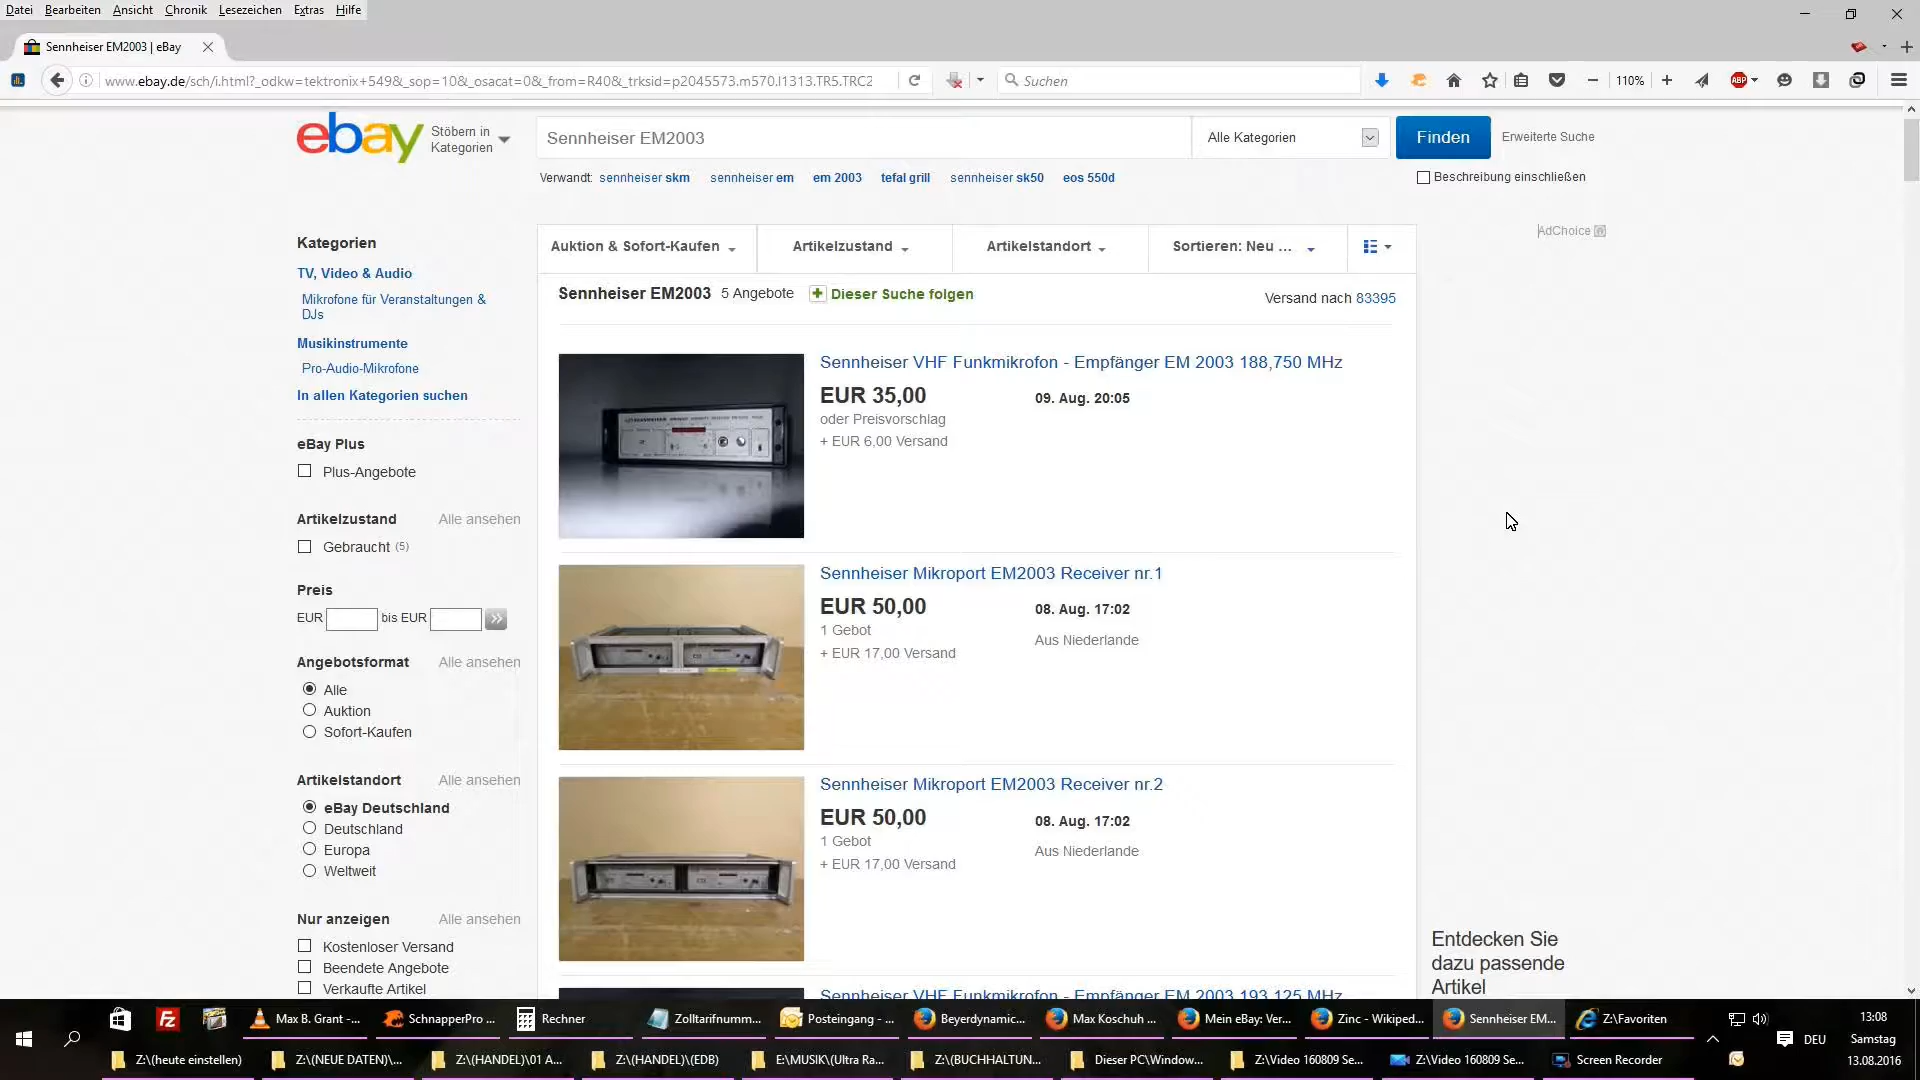 Datei Bearbeiten Ansicht Chronik Lesezeichen Extras Hilfe
Sennheiser EM2003 | eBay
www.ebay.de/sch/i.html?_odkw=tektronix+549&_sop=10&_osacat=0&_from=R40&_trksid=p2045573.m570.l1313.TR5.TRC2
Suchen
110%
ABP
ebay
Stöbern in
Kategorien
Sennheiser EM2003
Alle Kategorien
Finden
Erweiterte Suche
Verwandt: sennheiser skm sennheiser em em 2003 tefal grill sennheiser sk50 eos 550d
Beschreibung einschließen
AdChoice
Kategorien
TV, Video & Audio
Mikrofone für Veranstaltungen &
DJs
Musikinstrumente
Pro-Audio-Mikrofone
In allen Kategorien suchen
eBay Plus
Plus-Angebote
Artikelzustand Alle ansehen
Gebraucht (5)
Preis
EUR bis EUR
Angebotsformat Alle ansehen
Alle
Auktion
Sofort-Kaufen
Artikelstandort Alle ansehen
eBay Deutschland
Deutschland
Europa
Weltweit
Nur anzeigen Alle ansehen
Kostenloser Versand
Beendete Angebote
Verkaufte Artikel
Auktion & Sofort-Kaufen Artikelzustand Artikelstandort Sortieren: Neu ...
Sennheiser EM2003 5 Angebote Dieser Suche folgen
Versand nach 83395
Sennheiser VHF Funkmikrofon - Empfänger EM 2003 188,750 MHz
EUR 35,00 09. Aug. 20:05
oder Preisvorschlag
+ EUR 6,00 Versand
Sennheiser Mikroport EM2003 Receiver nr.1
EUR 50,00 08. Aug. 17:02
1 Gebot Aus Niederlande
+ EUR 17,00 Versand
Sennheiser Mikroport EM2003 Receiver nr.2
EUR 50,00 08. Aug. 17:02
1 Gebot Aus Niederlande
+ EUR 17,00 Versand
Sennheiser VHF Funkmikrofon - Empfänger EM 2003 193,125 MHz
Entdecken Sie
dazu passende
Artikel
Max B. Grant -... SchnapperPro ... Rechner Zolltarifnumm... Posteingang - ... Beyerdynamic... Max Koschuh ... Mein eBay: Ver... Zinc - Wikiped... Sennheiser EM... Z:\Favoriten
Z:\(heute einstellen) Z:\(NEUE DATEN)\... Z:\(HANDEL)\01 A... Z:\(HANDEL)\(EDB) E:\MUSIK\(Ultra Ra... Z:\(BUCHHALTUN... Dieser PC\Window... Z:\Video 160809 Se... Z:\Video 160809 Se... Screen Recorder
DEU
13:08
Samstag
13.08.2016